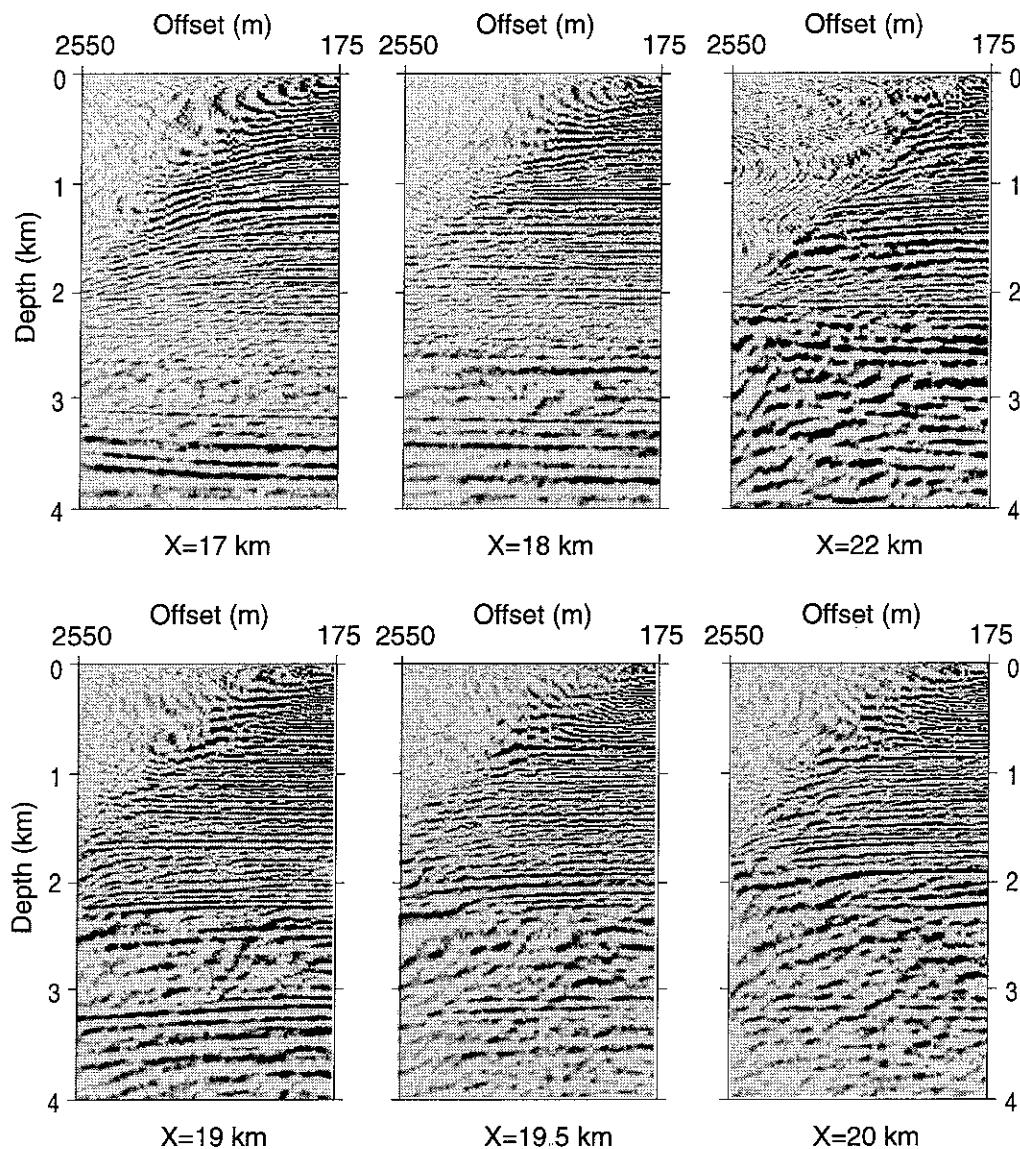 Offset (m) Offset (m) Offset (m)
2550 175 2550 175 2550 175
0 0
1 1
2 2
3 3
4 4
Depth (km)
X=17 km X=18 km X=22 km
Offset (m) Offset (m) Offset (m)
2550 175 2550 175 2550 175
0 0
1 1
2 2
3 3
4 4
Depth (km)
X=19 km X=19.5 km X=20 km